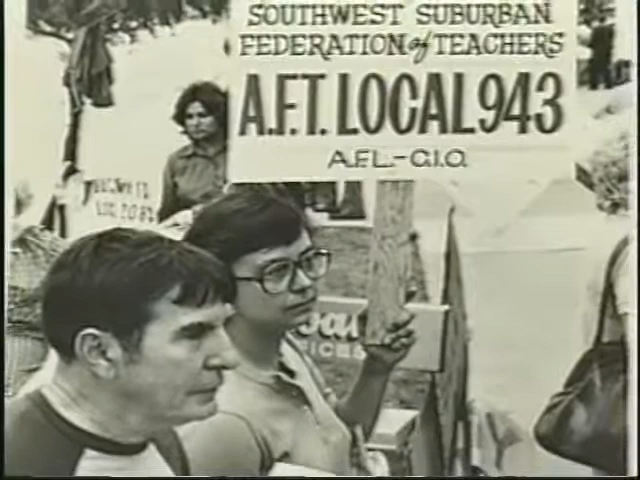 SOUTHWEST SUBURBAN
FEDERATION of TEACHERS
A.F.T. LOCAL 943
A.F.L.-C.I.O.